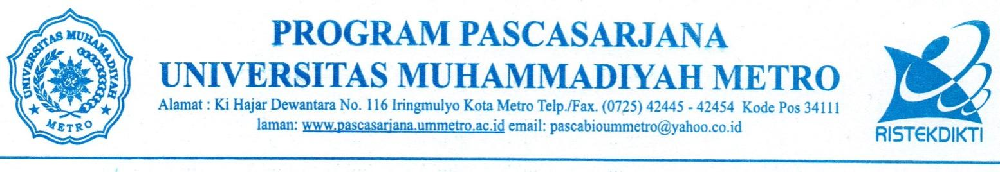 UNIVERSITAS MUHAMADIYAH
METRO
PROGRAM PASCASARJANA
UNIVERSITAS MUHAMMADIYAH METRO
Alamat : Ki Hajar Dewantara No. 116 Iringmulyo Kota Metro Telp./Fax. (0725) 42445 - 42454 Kode Pos 34111
laman: www.pascasarjana.ummetro.ac.id email: pascabioummetro@yahoo.co.id
RISTEKDIKTI